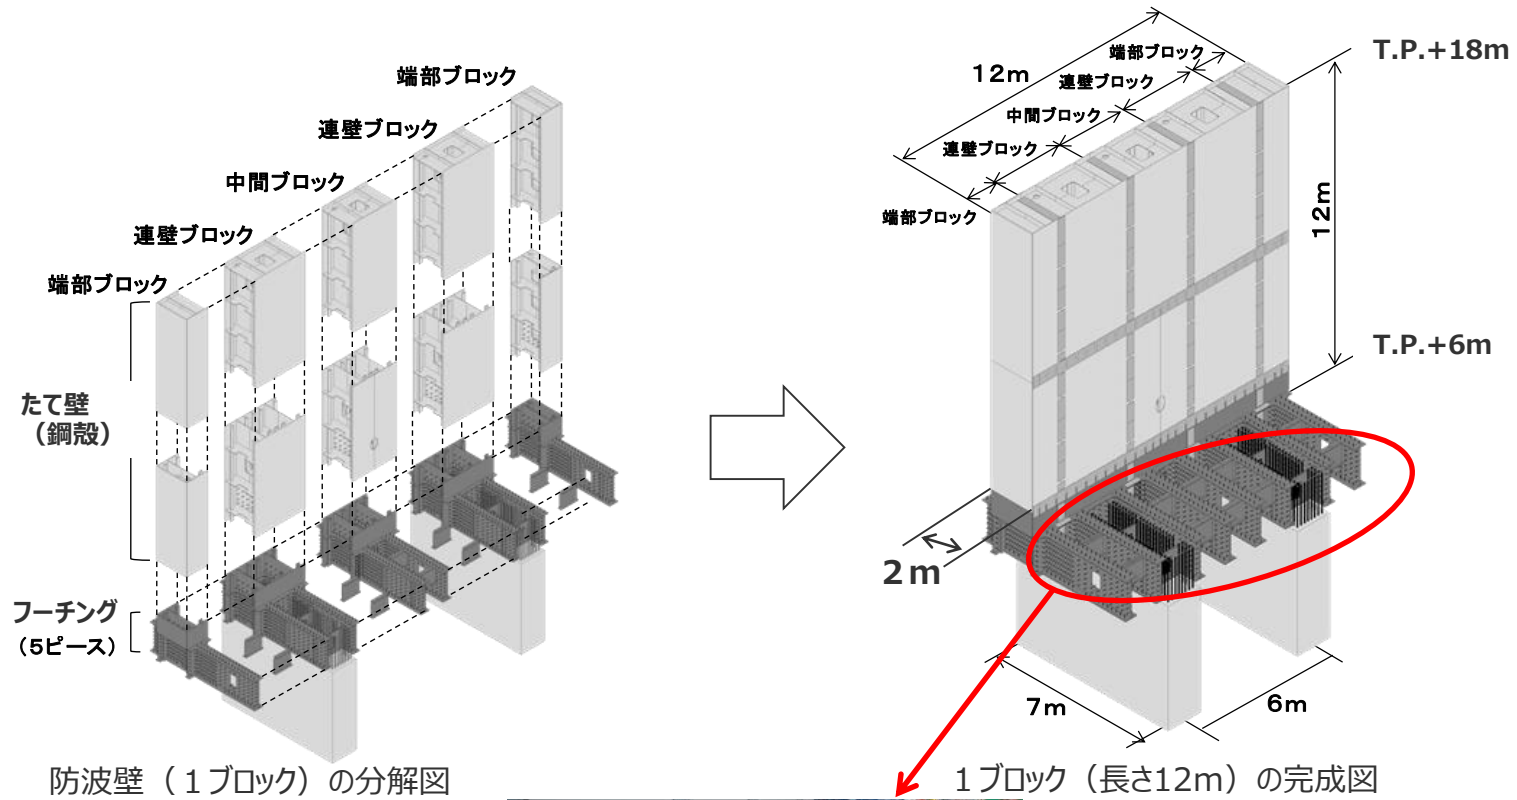 端部ブロック
連壁ブロック
中間ブロック
連壁ブロック
端部ブロック
たて壁
（鋼殻）
フーチング
（5ピース）
防波壁（１ブロック）の分解図
12m
端部ブロック
連壁ブロック
中間ブロック
連壁ブロック
端部ブロック
T.P.+18m
12m
T.P.+6m
2m
7m
6m
１ブロック（長さ12m）の完成図